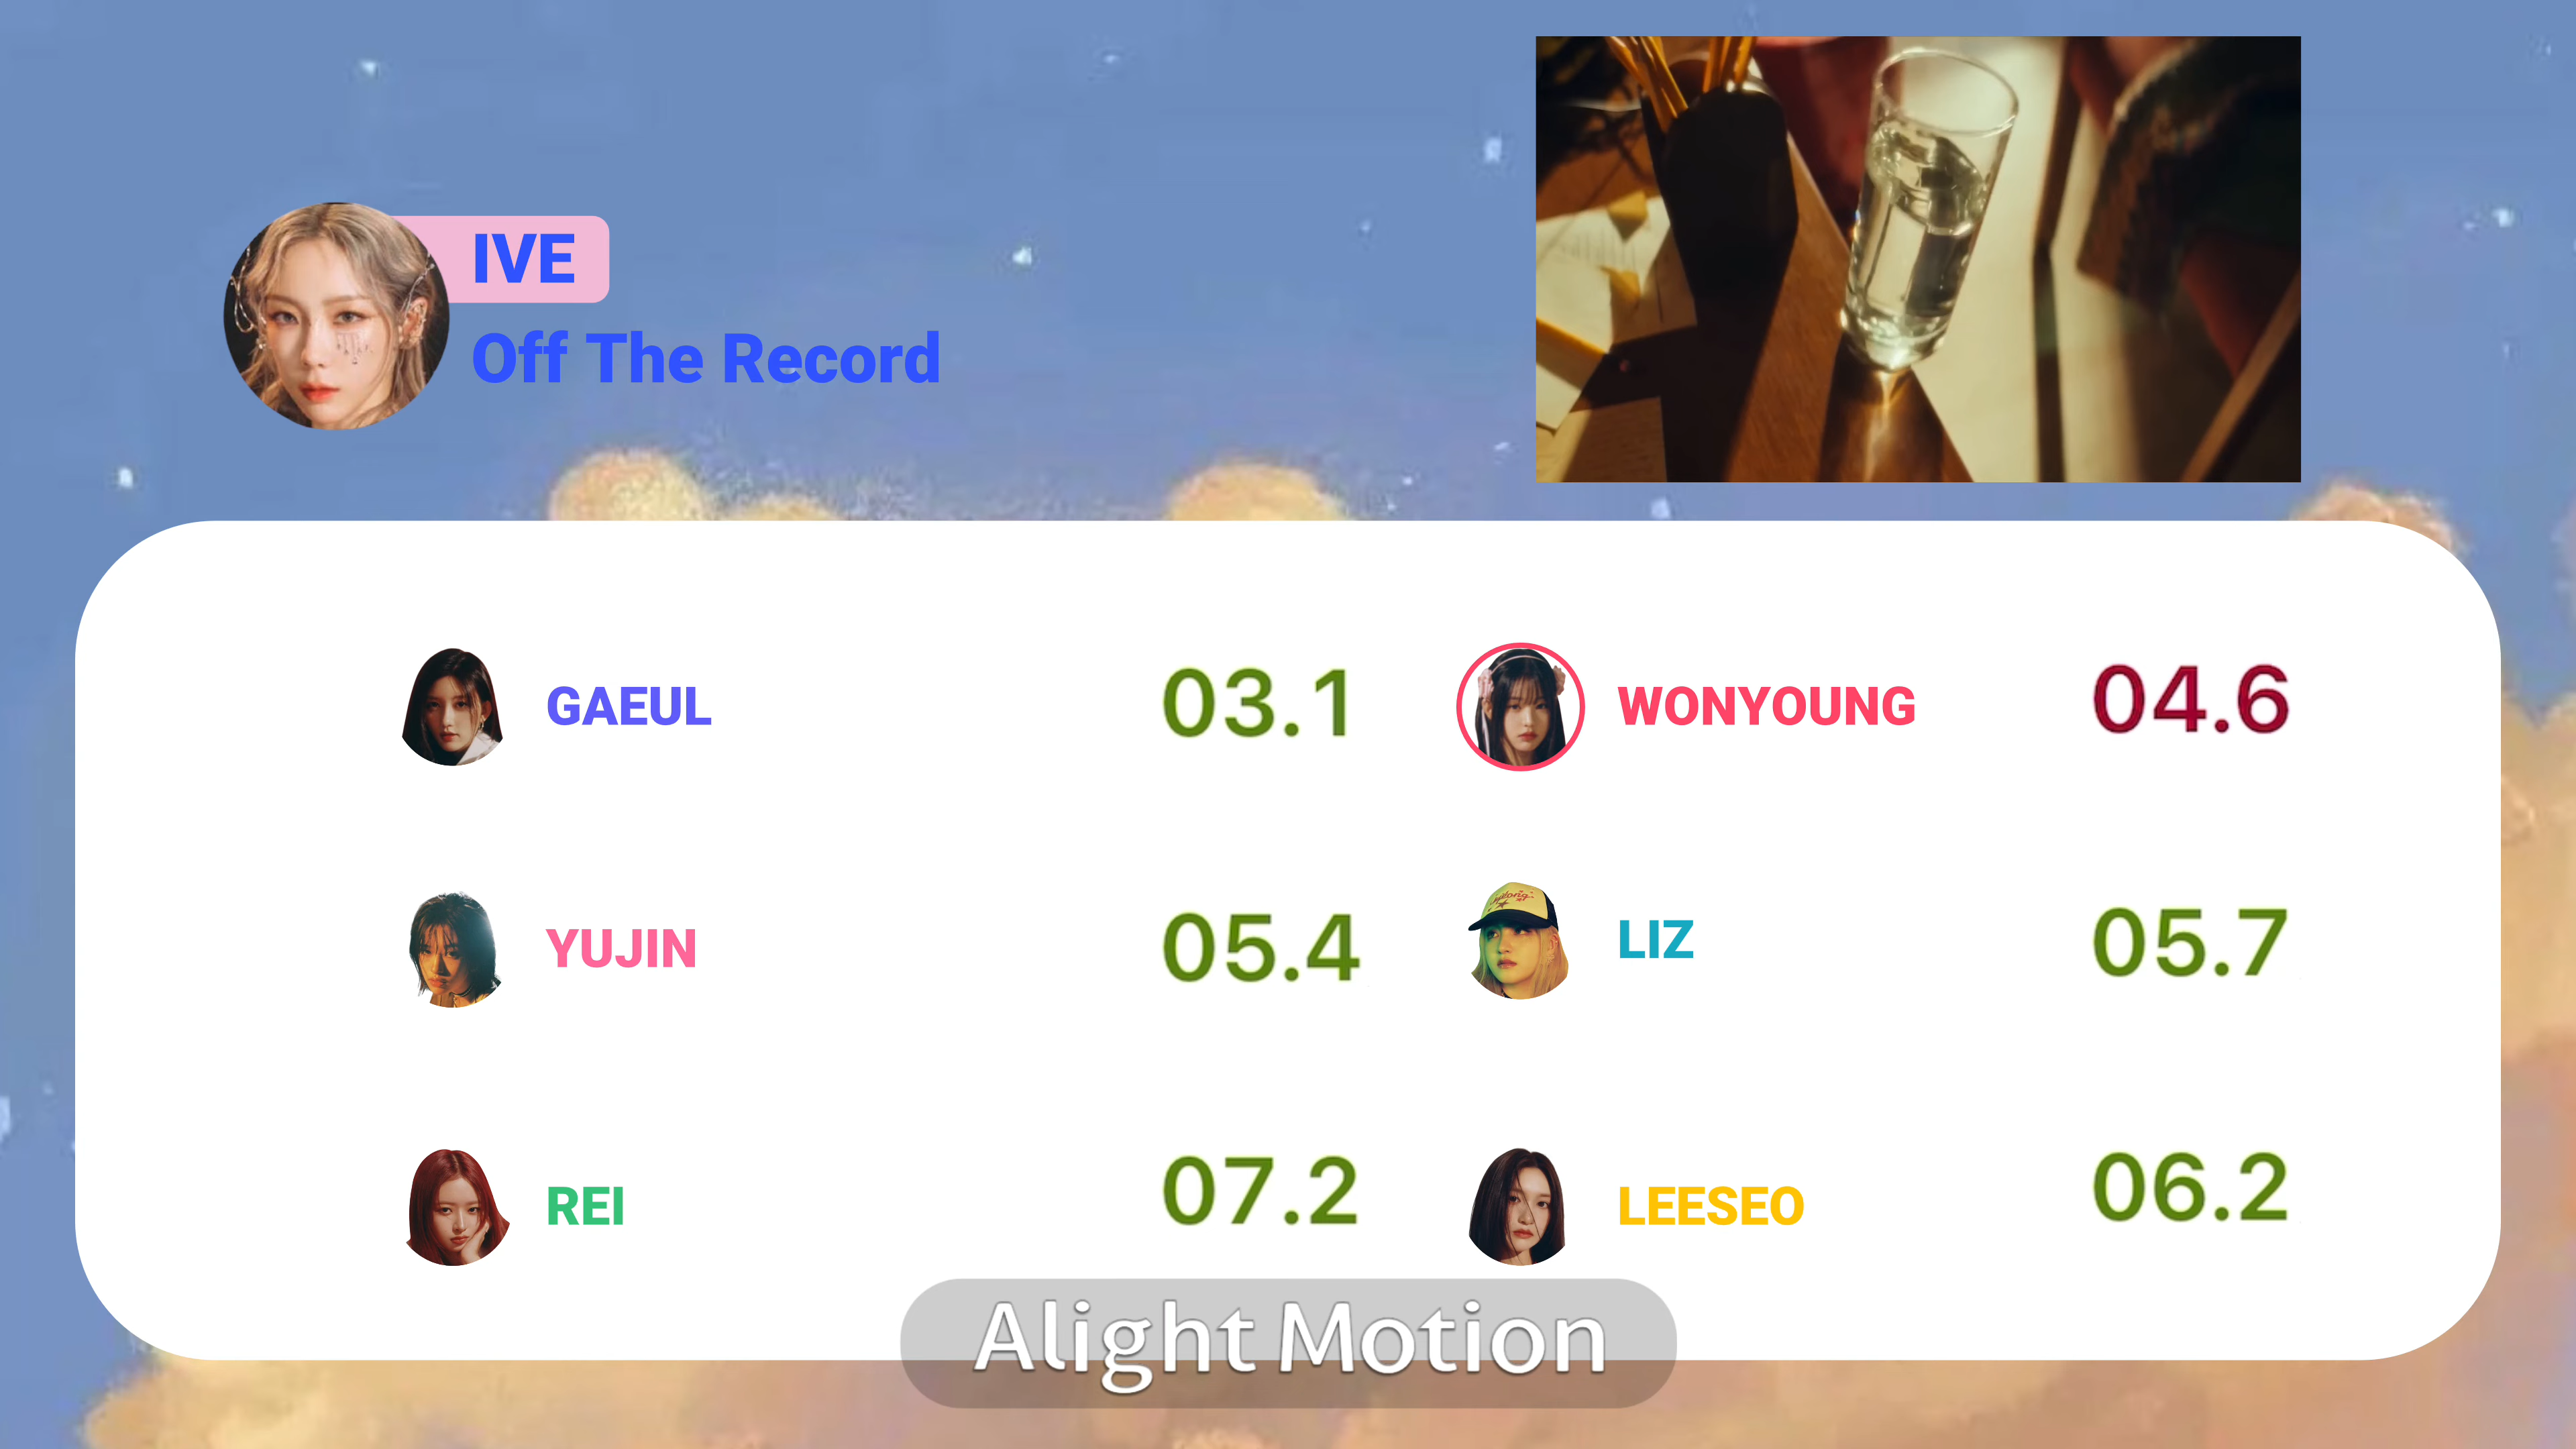 IVE
Off The Record
GAEUL 03.1
WONYOUNG 04.6
YUJIN 05.4
LIZ 05.7
REI 07.2
LEESEO 06.2
Alight Motion